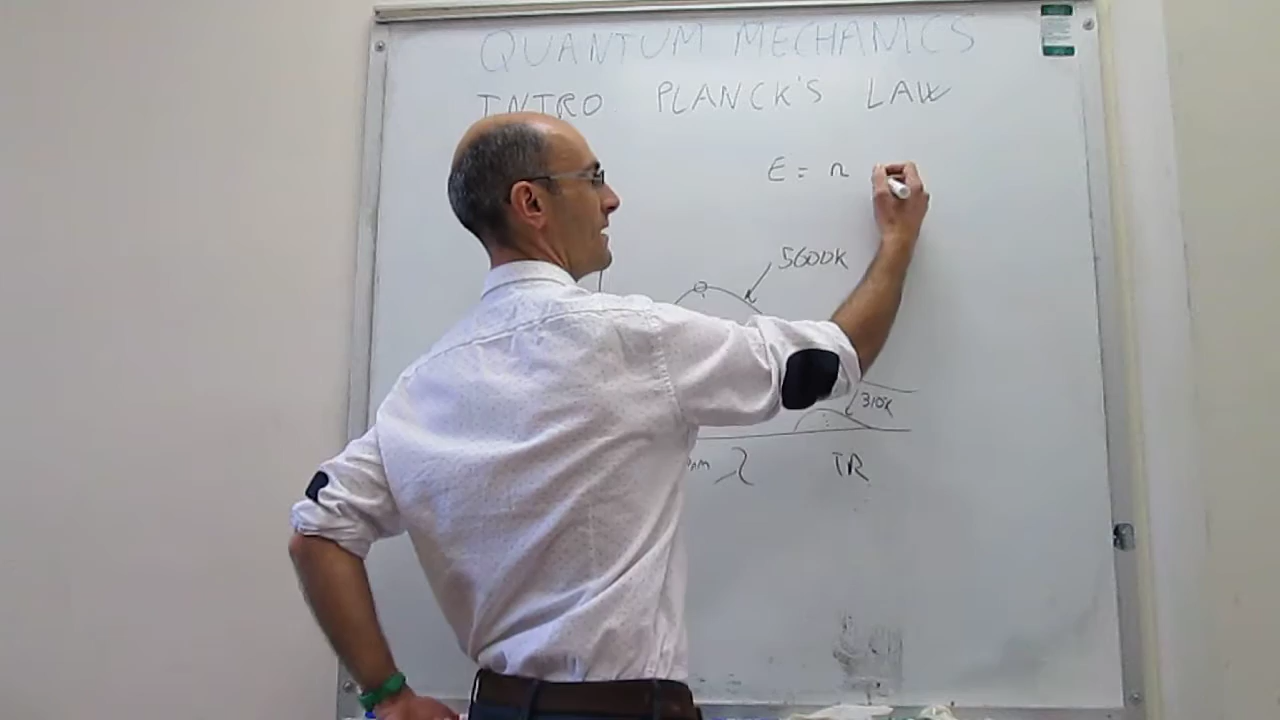 QUANTUM MECHANICS
INTRO PLANCK'S LAW
E = n
5600K
310K
λ IR